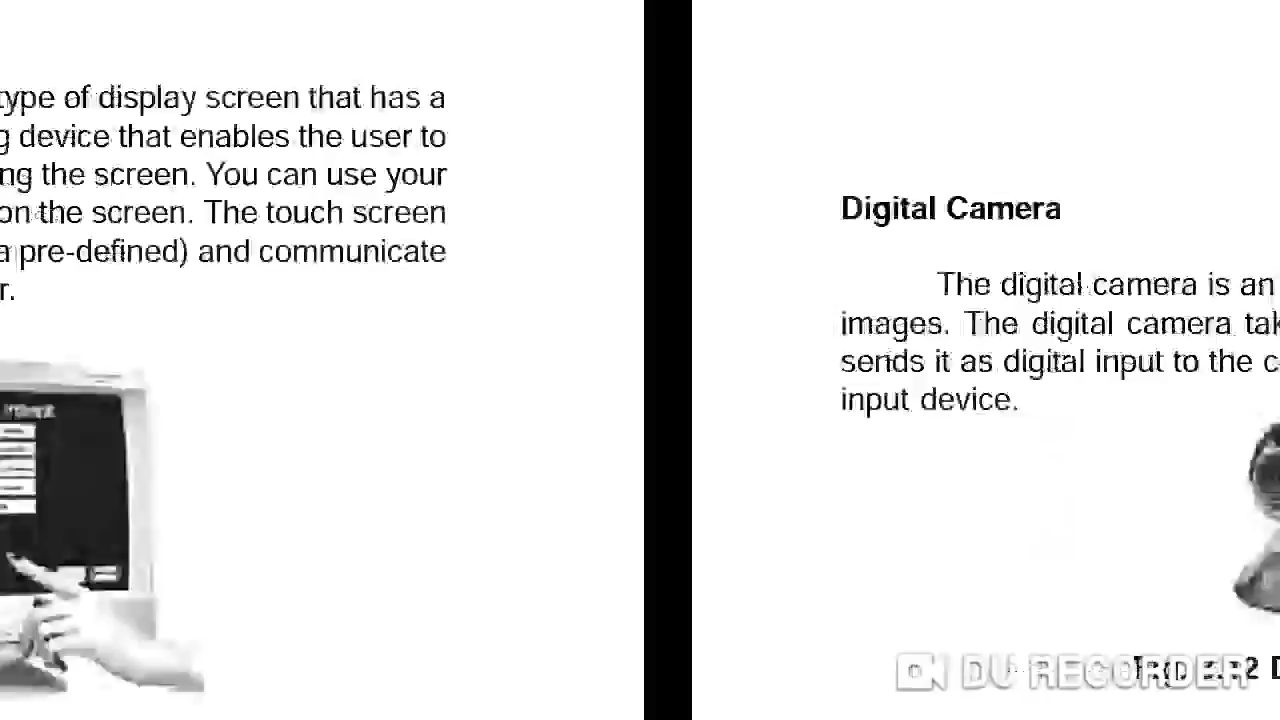 type of display screen that has a
device that enables the user to
the screen. You can use your
on the screen. The touch screen
a pre-defined) and communicate
r.
Digital Camera
The digital camera is an
images. The digital camera
sends it as digital input to the
input device.
DU RECORDER